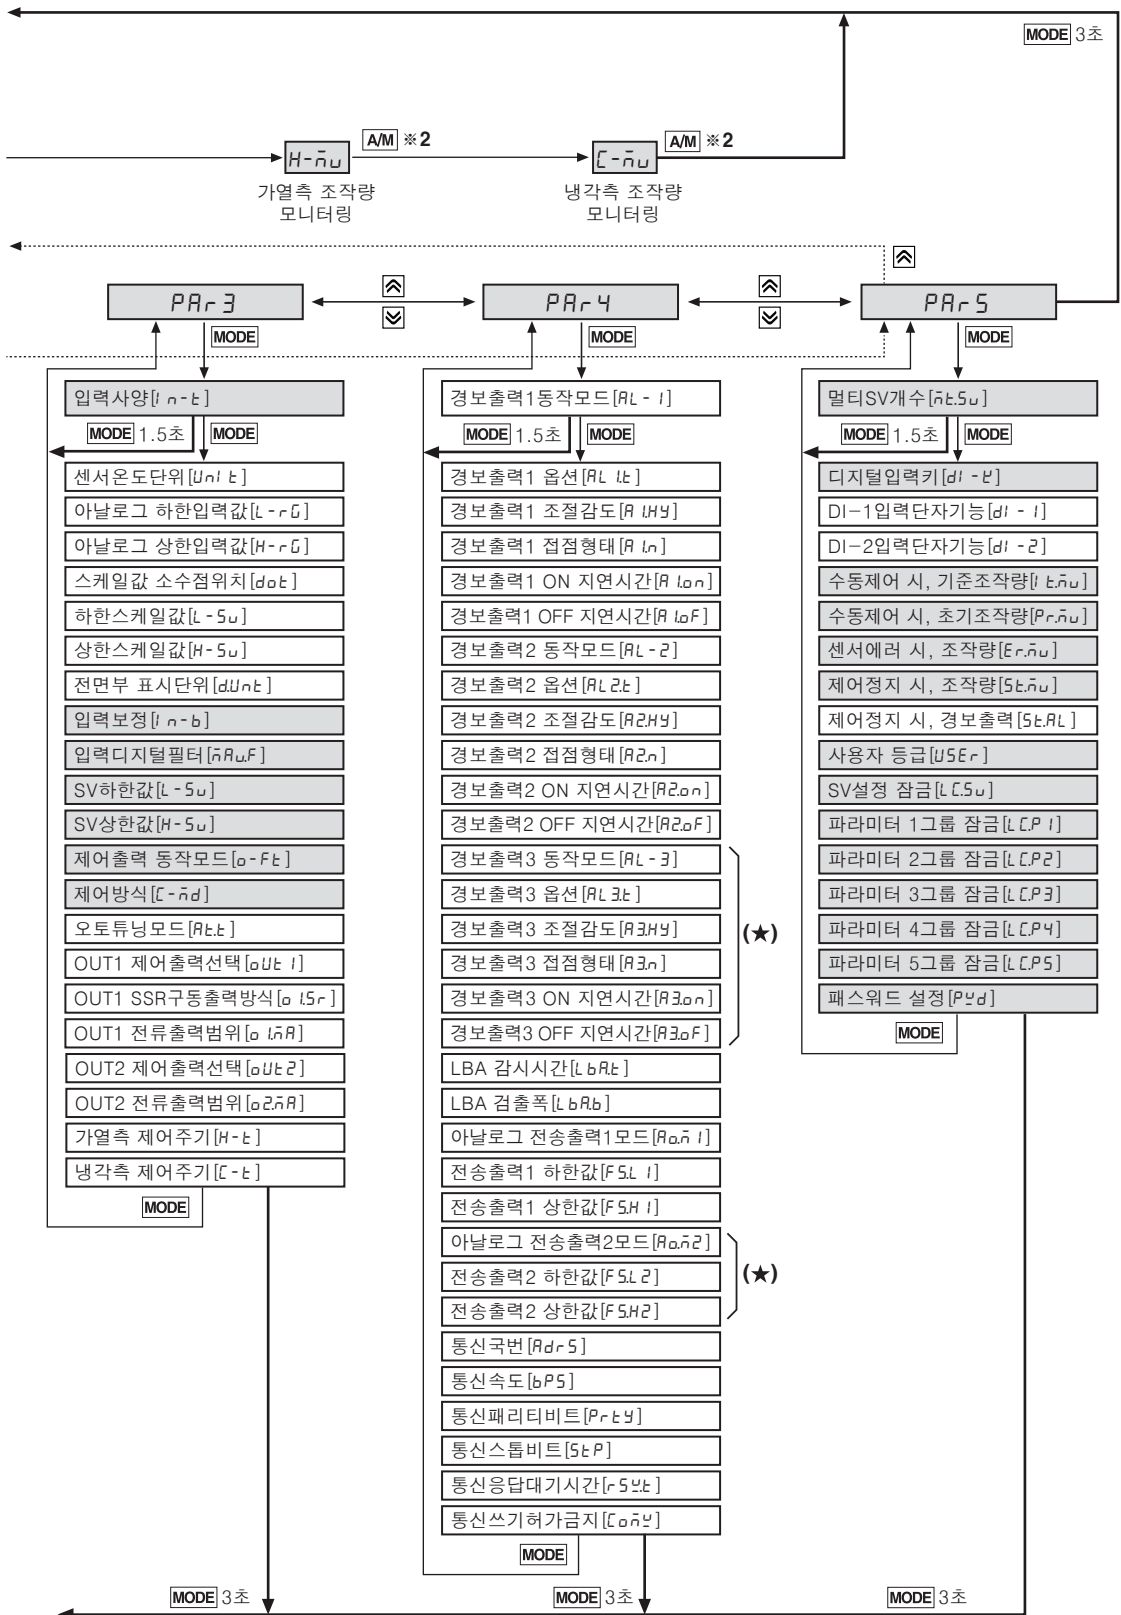 MODE 3초
A/M ※2
A/M ※2
H-mv
C-mv
가열측 조작량
모니터링
냉각측 조작량
모니터링
PAr3
PAr4
PAr5
MODE
MODE
MODE
입력사양[In-t]
MODE 1.5초 MODE
센서온도단위[UnIt]
아날로그 하한입력값[L-rG]
아날로그 상한입력값[H-rG]
스케일값 소수점위치[dot]
하한스케일값[L-Sv]
상한스케일값[H-Sv]
전면부 표시단위[d.Unt]
입력보정[In-b]
입력디지털필터[mAv.F]
SV하한값[L-Sv]
SV상한값[H-Sv]
제어출력 동작모드[o-Ft]
제어방식[C-md]
오토튜닝모드[At.t]
OUT1 제어출력선택[oUt1]
OUT1 SSR구동출력방식[o1.Sr]
OUT1 전류출력범위[o1.mA]
OUT2 제어출력선택[oUt2]
OUT2 전류출력범위[o2.mA]
가열측 제어주기[H-t]
냉각측 제어주기[C-t]
MODE
MODE 3초
경보출력1동작모드[AL-1]
MODE 1.5초 MODE
경보출력1 옵션[AL1.t]
경보출력1 조절감도[A1.Hy]
경보출력1 접점형태[A1.n]
경보출력1 ON 지연시간[A1.on]
경보출력1 OFF 지연시간[A1.oF]
경보출력2 동작모드[AL-2]
경보출력2 옵션[AL2.t]
경보출력2 조절감도[A2.Hy]
경보출력2 접점형태[A2.n]
경보출력2 ON 지연시간[A2.on]
경보출력2 OFF 지연시간[A2.oF]
경보출력3 동작모드[AL-3]
경보출력3 옵션[AL3.t]
경보출력3 조절감도[A3.Hy]
(★)
경보출력3 접점형태[A3.n]
경보출력3 ON 지연시간[A3.on]
경보출력3 OFF 지연시간[A3.oF]
LBA 감시시간[LbA.t]
LBA 검출폭[LbA.b]
아날로그 전송출력1모드[Ao.m1]
전송출력1 하한값[FS.L1]
전송출력1 상한값[FS.H1]
아날로그 전송출력2모드[Ao.m2]
전송출력2 하한값[FS.L2]
(★)
전송출력2 상한값[FS.H2]
통신국번[AdrS]
통신속도[bPS]
통신패리티비트[PrtY]
통신스톱비트[StP]
통신응답대기시간[rSW.t]
통신쓰기허가금지[ComW]
MODE
MODE 3초
멀티SV개수[mt.Sv]
MODE 1.5초 MODE
디지털입력키[dI-K]
DI-1입력단자기능[dI-1]
DI-2입력단자기능[dI-2]
수동제어 시, 기준조작량[It.mv]
수동제어 시, 초기조작량[Pr.mv]
센서에러 시, 조작량[Er.mv]
제어정지 시, 조작량[St.mv]
제어정지 시, 경보출력[St.AL]
사용자 등급[USEr]
SV설정 잠금[LC.Sv]
파라미터 1그룹 잠금[LC.P1]
파라미터 2그룹 잠금[LC.P2]
파라미터 3그룹 잠금[LC.P3]
파라미터 4그룹 잠금[LC.P4]
파라미터 5그룹 잠금[LC.P5]
패스워드 설정[PWd]
MODE
MODE 3초